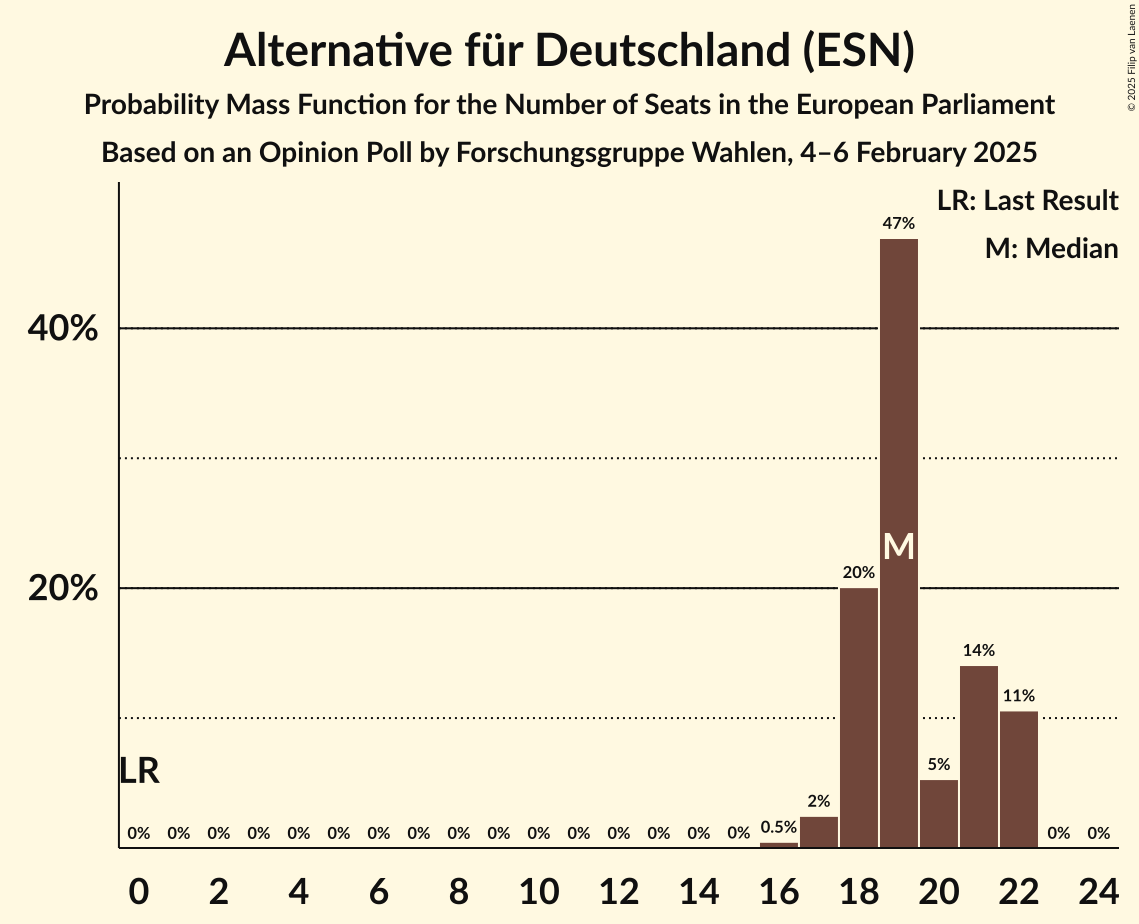 Alternative für Deutschland (ESN)
Probability Mass Function for the Number of Seats in the European Parliament
Based on an Opinion Poll by Forschungsgruppe Wahlen, 4–6 February 2025
© 2025 Filip van Laenen
LR: Last Result
M: Median
47%
40%
M
20%
20%
14%
11%
5%
LR
2%
0.5%
0% 0% 0% 0% 0% 0% 0% 0% 0% 0% 0% 0% 0% 0% 0% 0% 0% 0%
0 2 4 6 8 10 12 14 16 18 20 22 24